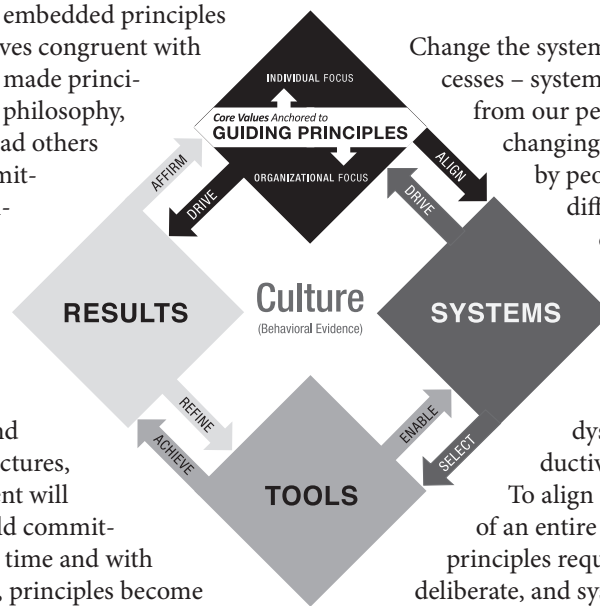 embedded principles
ves congruent with
made princi-
philosophy,
ad others
mit-
-
INDIVIDUAL FOCUS
Core Values Anchored to
GUIDING PRINCIPLES
ORGANIZATIONAL FOCUS
AFFIRM
DRIVE
ALIGN
DRIVE
Change the system
cesses – system
from our pe
changing
by peo
diff
RESULTS
Culture
(Behavioral Evidence)
SYSTEMS
REFINE
ACHIEVE
ENABLE
SELECT
TOOLS
nd
ctures,
ent will
ld commit-
time and with
, principles become
dys
ductiv
To align
of an entire
principles requ
deliberate, and sys